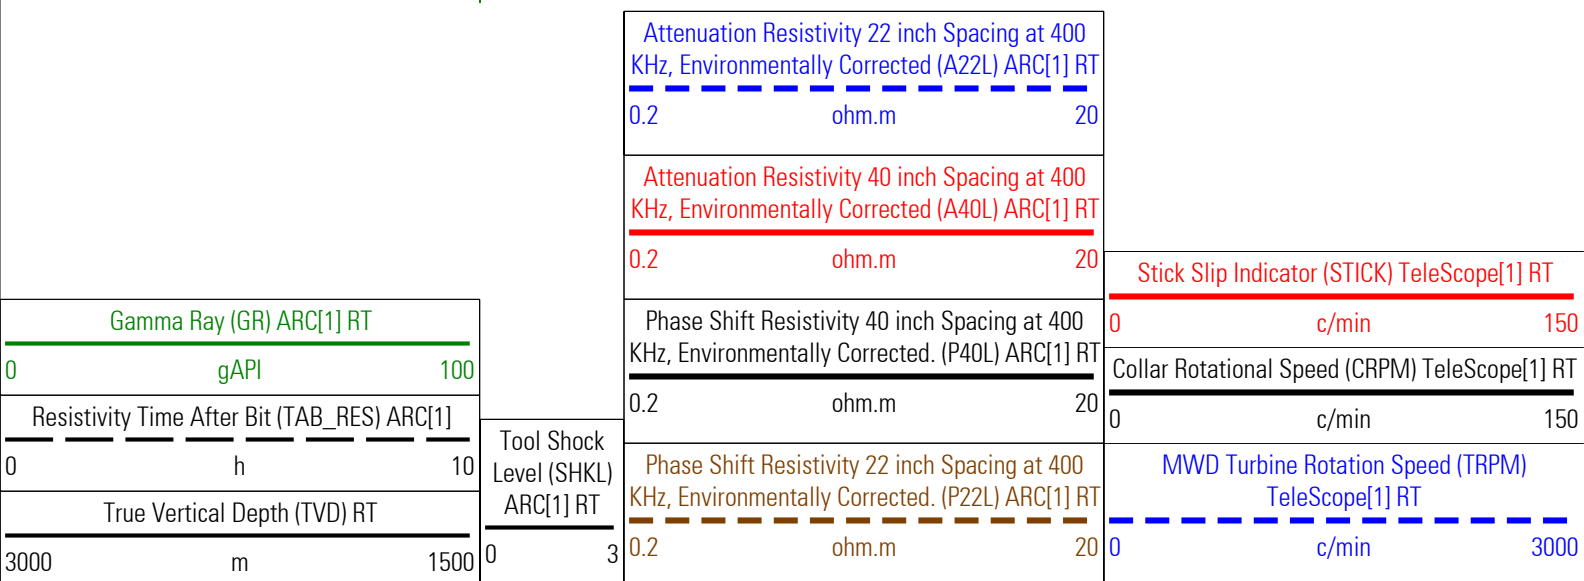 Gamma Ray (GR) ARC[1] RT
0 gAPI 100
Resistivity Time After Bit (TAB_RES) ARC[1]
0 h 10
True Vertical Depth (TVD) RT
3000 m 1500
Tool Shock
Level (SHKL)
ARC[1] RT
0 3
Attenuation Resistivity 22 inch Spacing at 400
KHz, Environmentally Corrected (A22L) ARC[1] RT
0.2 ohm.m 20
Attenuation Resistivity 40 inch Spacing at 400
KHz, Environmentally Corrected (A40L) ARC[1] RT
0.2 ohm.m 20
Phase Shift Resistivity 40 inch Spacing at 400
KHz, Environmentally Corrected. (P40L) ARC[1] RT
0.2 ohm.m 20
Phase Shift Resistivity 22 inch Spacing at 400
KHz, Environmentally Corrected. (P22L) ARC[1] RT
0.2 ohm.m 20
Stick Slip Indicator (STICK) TeleScope[1] RT
0 c/min 150
Collar Rotational Speed (CRPM) TeleScope[1] RT
0 c/min 150
MWD Turbine Rotation Speed (TRPM)
TeleScope[1] RT
0 c/min 3000